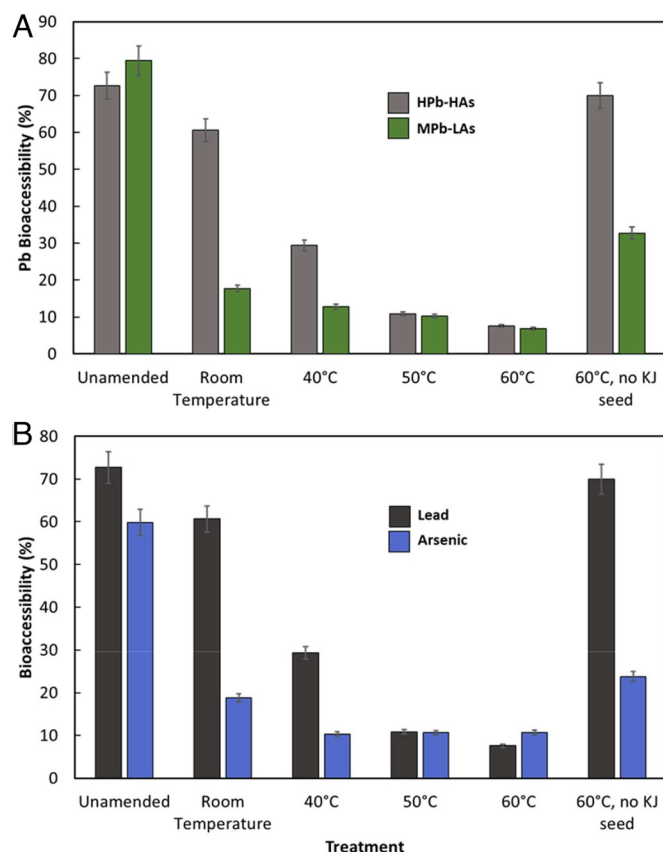 A
Pb Bioaccessibility (%)
90
80
70
60
50
40
30
20
10
0
HPb-HAs
MPb-LAs
Unamended
Room
Temperature
40°C
50°C
60°C
60°C, no KJ
seed
B
Bioaccessibility (%)
80
70
60
50
40
30
20
10
0
Lead
Arsenic
Unamended
Room
Temperature
40°C
50°C
60°C
60°C, no KJ
seed
Treatment